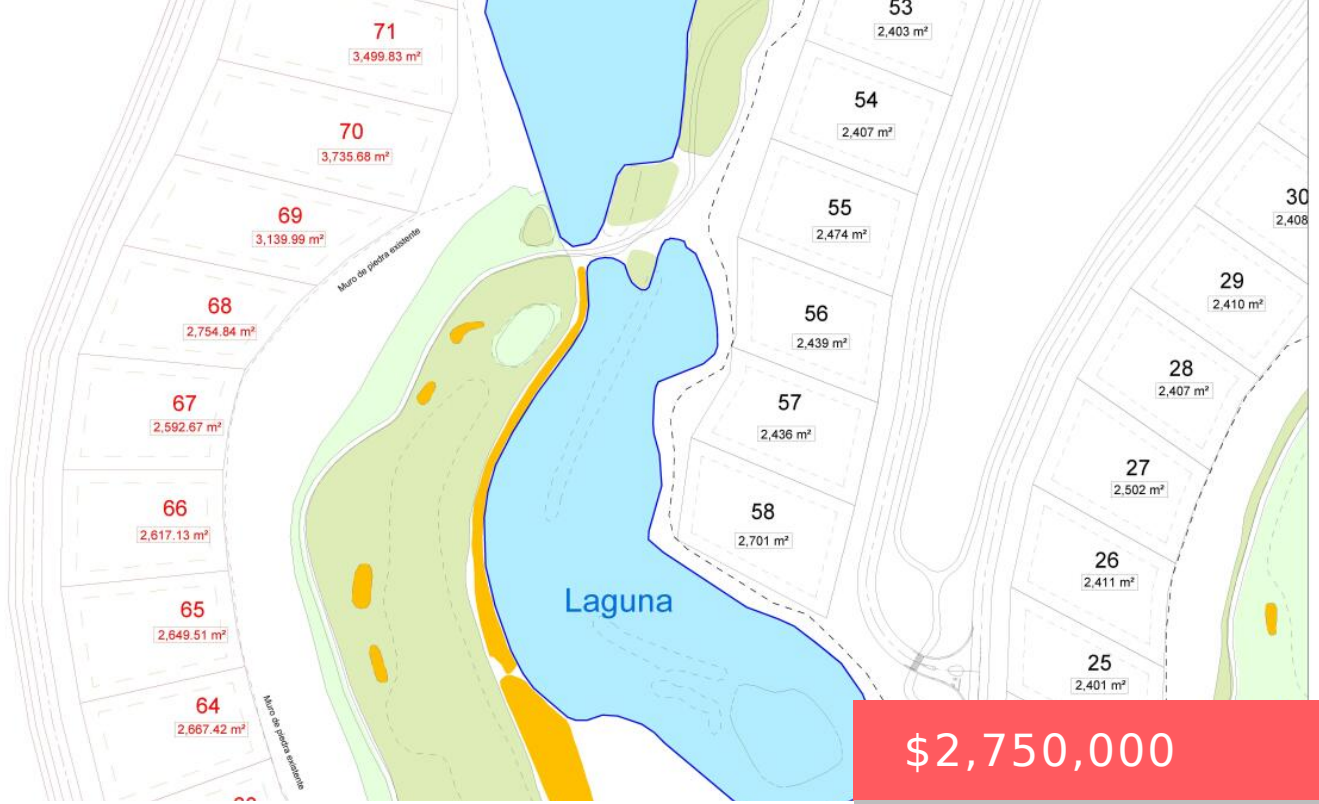 71
3,499.83 m²
70
3,735.68 m²
69
3,139.99 m²
Muro de piedra existente
68
2,754.84 m²
67
2,592.67 m²
66
2,617.13 m²
65
2,649.51 m²
64
2,667.42 m²
Muro de piedra existente
53
2,403 m²
54
2,407 m²
55
2,474 m²
56
2,439 m²
57
2,436 m²
58
2,701 m²
Laguna
30
2,408
29
2,410 m²
28
2,407 m²
27
2,502 m²
26
2,411 m²
25
2,401 m²
$2,750,000